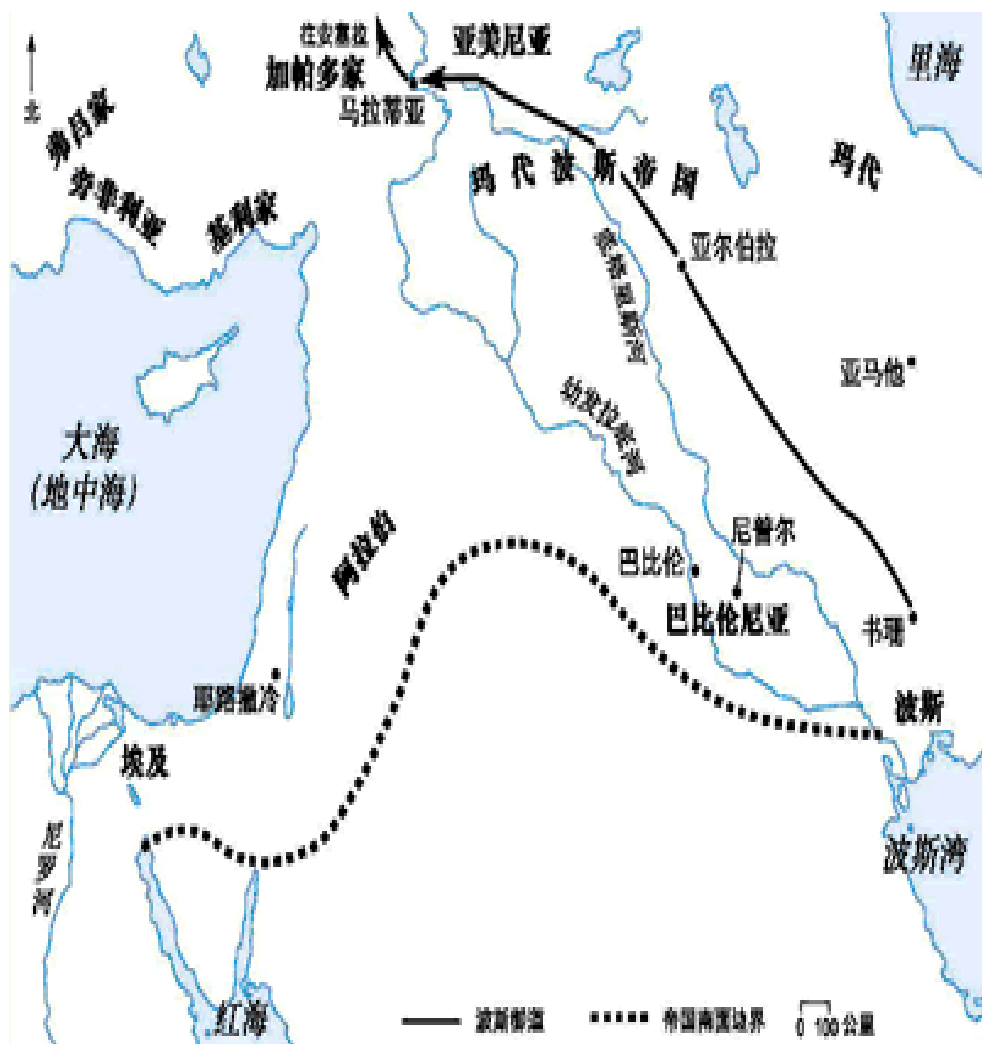 往安塞拉
亚美尼亚
里海
加帕多家
马拉蒂亚
北
弗吕家
旁非利亚
基利家
玛代波斯帝国
玛代
亚尔伯拉
底格里斯河
亚马他
幼发拉底河
大海
(地中海)
阿拉伯
尼普尔
巴比伦
巴比伦尼亚
书珊
耶路撒冷
波斯
埃及
尼罗河
波斯湾
红海
波斯御道
帝国南面边界
0 100公里